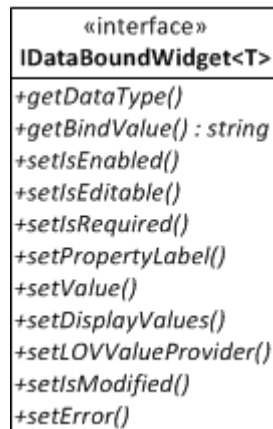 «interface»
IDataBoundWidget<T>
+getDataType()
+getBindValue() : string
+setIsEnabled()
+setIsEditable()
+setIsRequired()
+setPropertyLabel()
+setValue()
+setDisplayValues()
+setLOVValueProvider()
+setIsModified()
+setError()